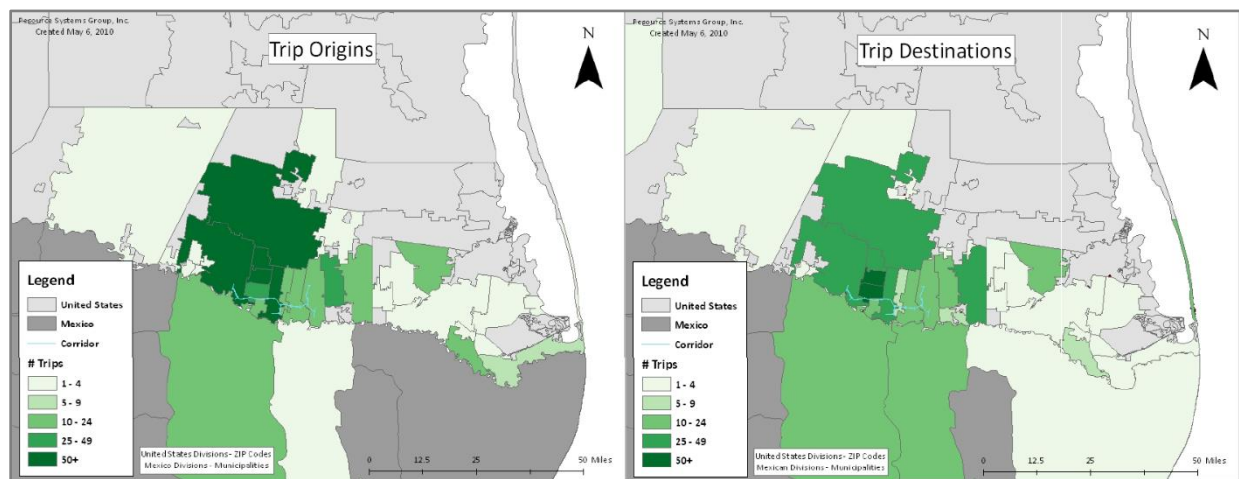 Resource Systems Group, Inc.
Created May 6, 2010
Trip Origins
N
Legend
United States
Mexico
Corridor
# Trips
1 - 4
5 - 9
10 - 24
25 - 49
50+
United States Divisions- ZIP Codes
Mexico Divisions - Municipalities
0 12.5 25 50 Miles
Resource Systems Group, Inc.
Created May 6, 2010
Trip Destinations
N
Legend
United States
Mexico
Corridor
# Trips
1 - 4
5 - 9
10 - 24
25 - 49
50+
United States Divisions- ZIP Codes
Mexican Divisions - Municipalities
0 12.5 25 50 Miles